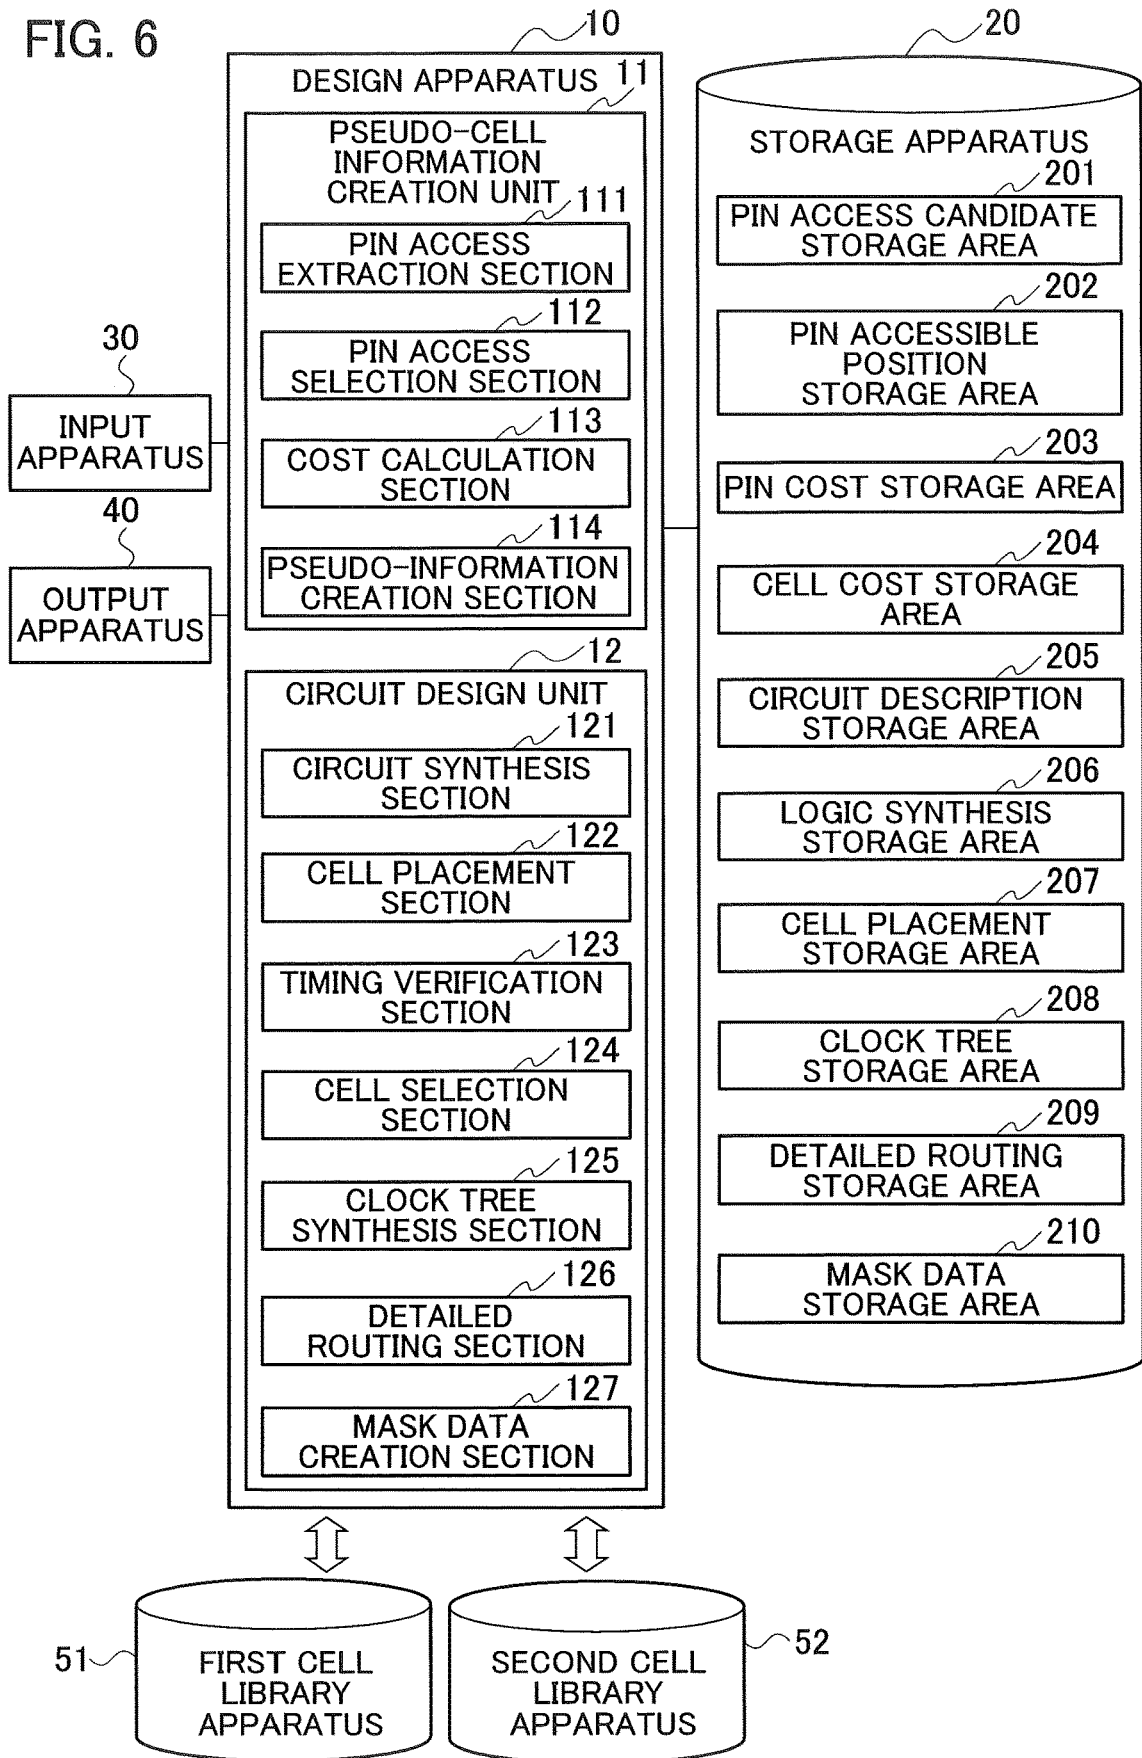 FIG. 6
10
DESIGN APPARATUS
11
PSEUDO-CELL
INFORMATION
CREATION UNIT
111
PIN ACCESS
EXTRACTION SECTION
112
PIN ACCESS
SELECTION SECTION
113
COST CALCULATION
SECTION
114
PSEUDO-INFORMATION
CREATION SECTION
12
CIRCUIT DESIGN UNIT
121
CIRCUIT SYNTHESIS
SECTION
122
CELL PLACEMENT
SECTION
123
TIMING VERIFICATION
SECTION
124
CELL SELECTION
SECTION
125
CLOCK TREE
SYNTHESIS SECTION
126
DETAILED
ROUTING SECTION
127
MASK DATA
CREATION SECTION
30
INPUT
APPARATUS
40
OUTPUT
APPARATUS
20
STORAGE APPARATUS
201
PIN ACCESS CANDIDATE
STORAGE AREA
202
PIN ACCESSIBLE
POSITION
STORAGE AREA
203
PIN COST STORAGE AREA
204
CELL COST STORAGE
AREA
205
CIRCUIT DESCRIPTION
STORAGE AREA
206
LOGIC SYNTHESIS
STORAGE AREA
207
CELL PLACEMENT
STORAGE AREA
208
CLOCK TREE
STORAGE AREA
209
DETAILED ROUTING
STORAGE AREA
210
MASK DATA
STORAGE AREA
51
FIRST CELL
LIBRARY
APPARATUS
52
SECOND CELL
LIBRARY
APPARATUS